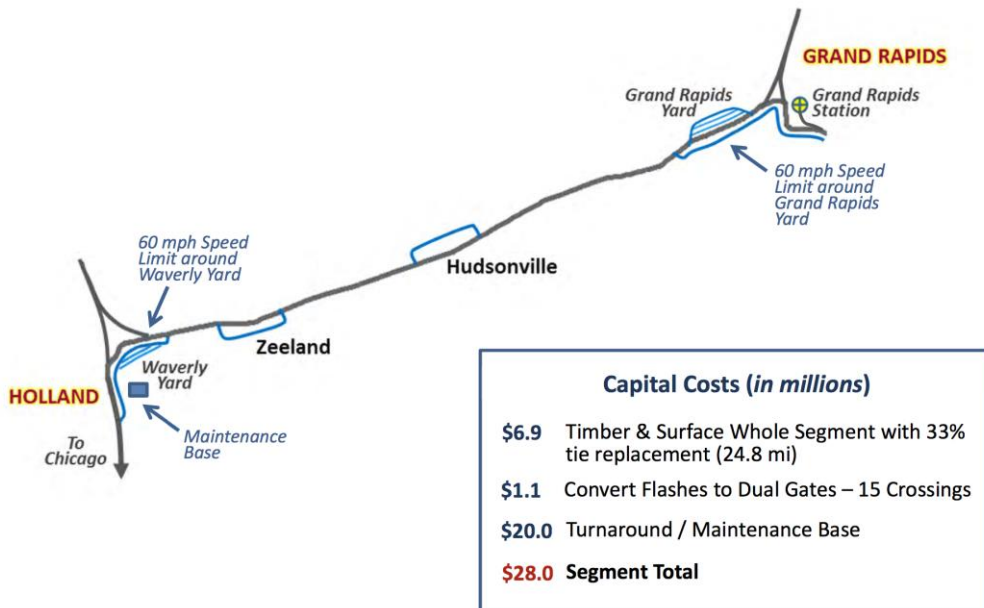 GRAND RAPIDS
Grand Rapids
Yard
Grand Rapids
Station
60 mph Speed
Limit around
Grand Rapids
Yard
60 mph Speed
Limit around
Waverly Yard
Hudsonville
Zeeland
Waverly
Yard
HOLLAND
To
Chicago
Maintenance
Base
Capital Costs (in millions)
$6.9 Timber & Surface Whole Segment with 33%
tie replacement (24.8 mi)
$1.1 Convert Flashes to Dual Gates – 15 Crossings
$20.0 Turnaround / Maintenance Base
$28.0 Segment Total